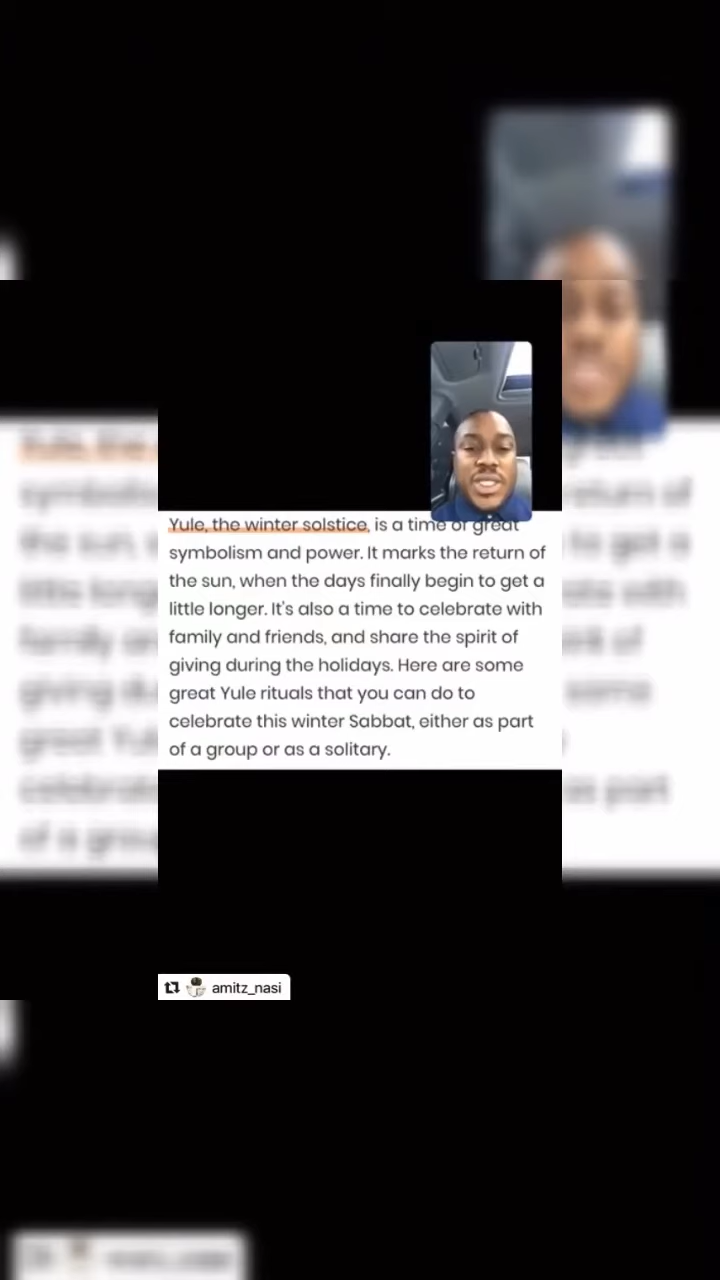 Yule, the winter solstice, is a time of great
symbolism and power. It marks the return of
the sun, when the days finally begin to get a
little longer. It's also a time to celebrate with
family and friends, and share the spirit of
giving during the holidays. Here are some
great Yule rituals that you can do to
celebrate this winter Sabbat, either as part
of a group or as a solitary.
amitz_nasi